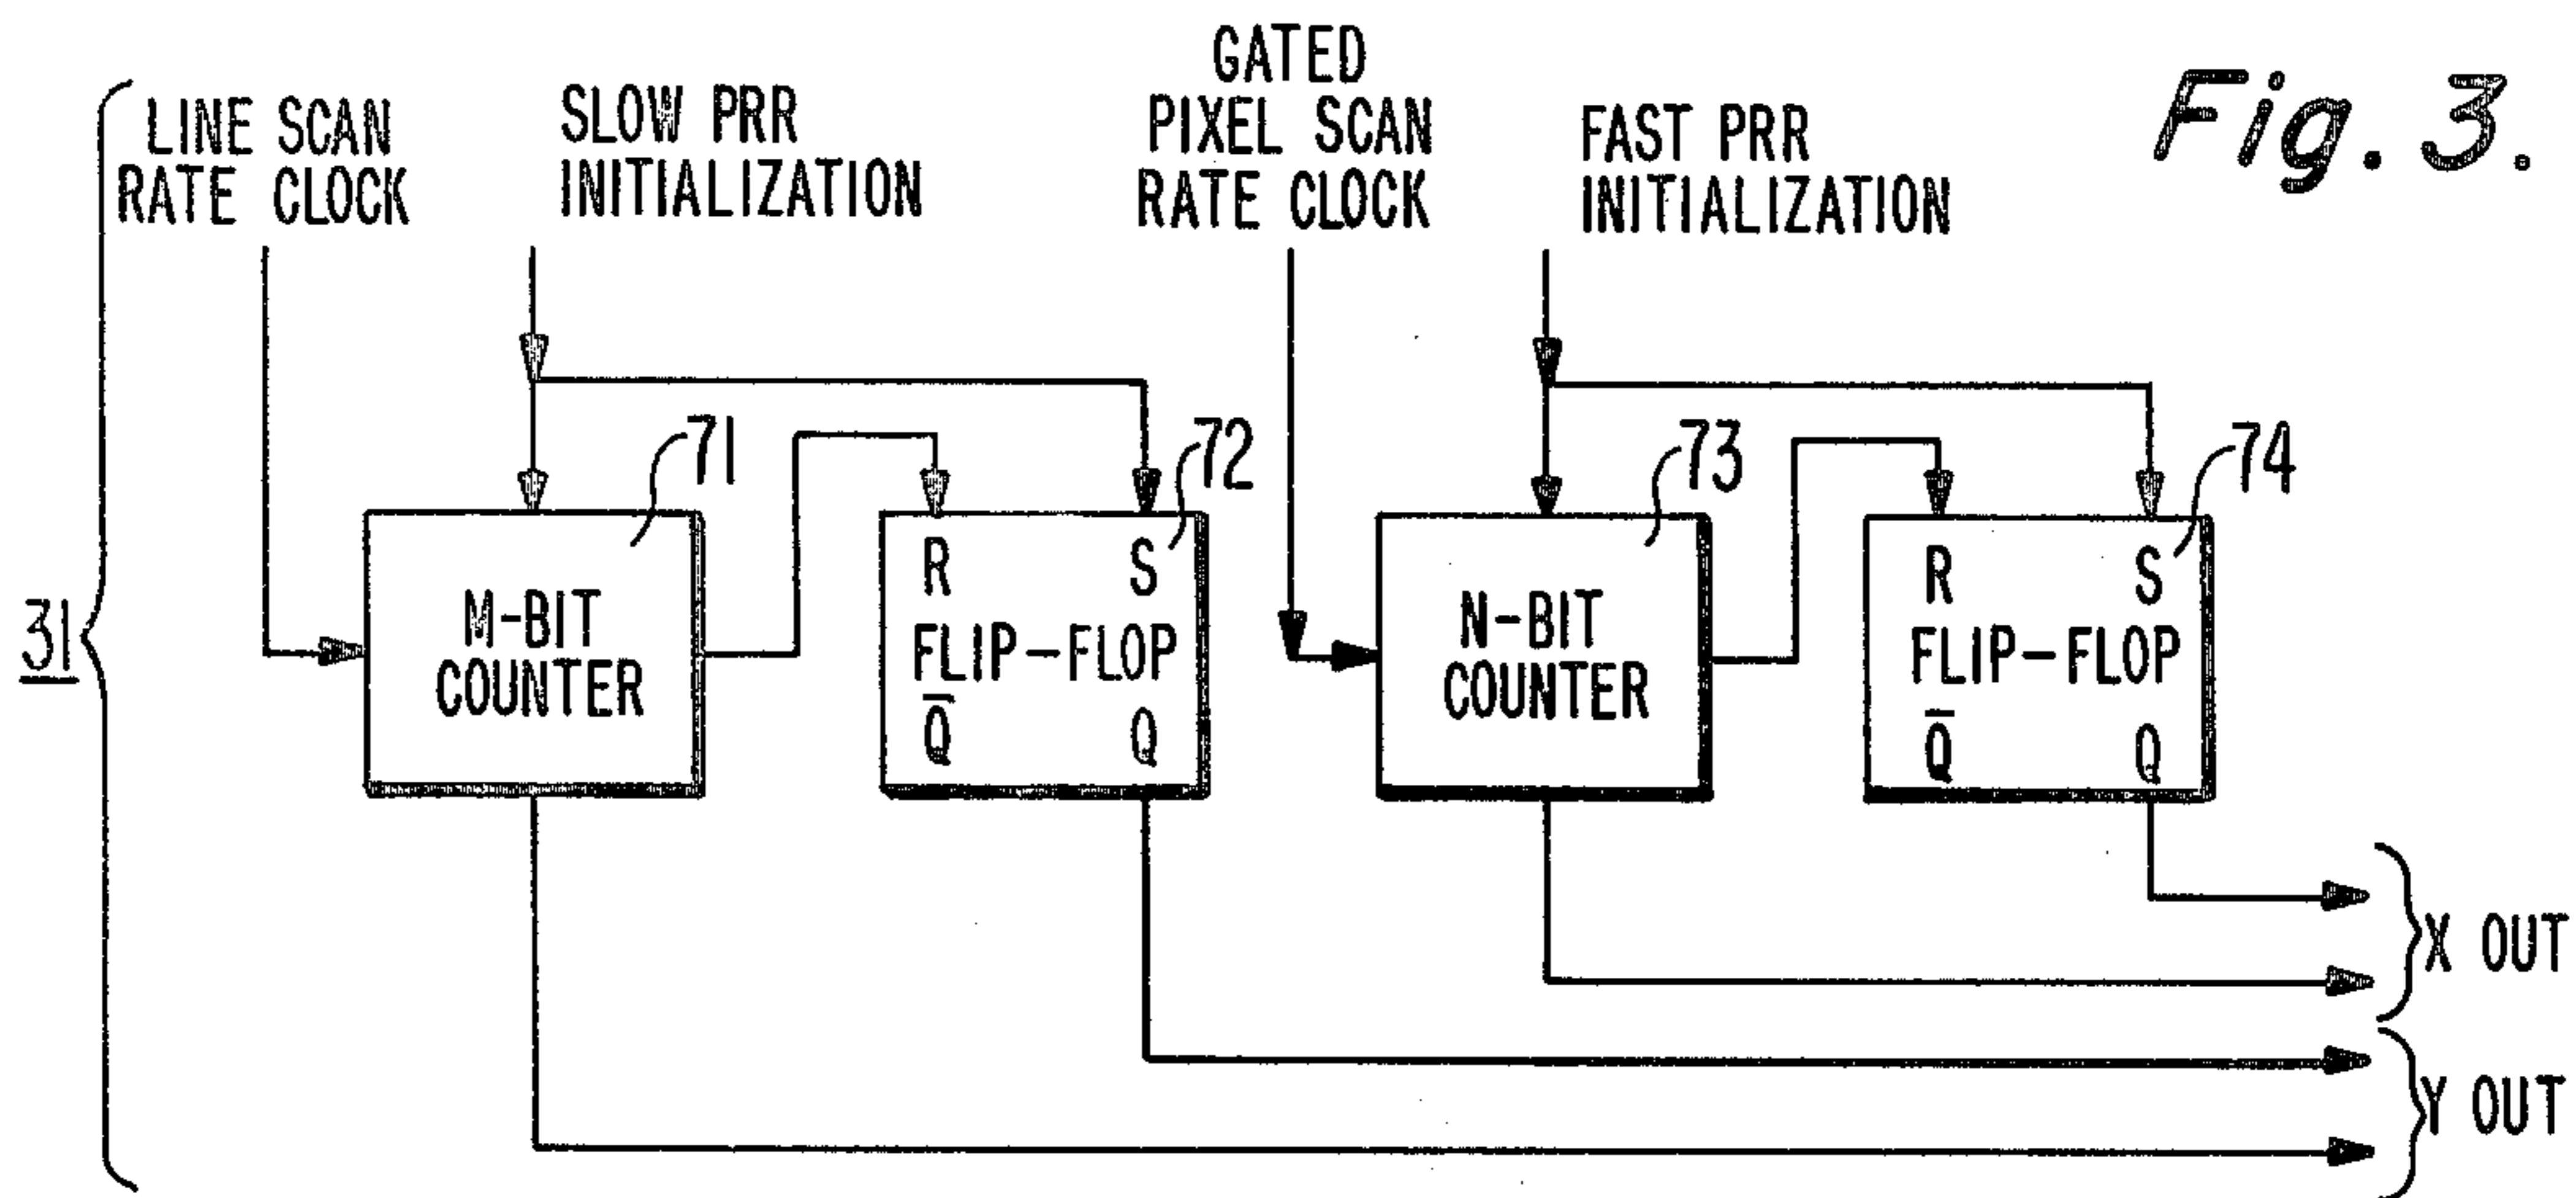 Fig. 3.
LINE SCAN
RATE CLOCK
SLOW PRR
INITIALIZATION
GATED
PIXEL SCAN
RATE CLOCK
FAST PRR
INITIALIZATION
31
71
72
73
74
M-BIT
COUNTER
R S
FLIP-FLOP
Q̅ Q
N-BIT
COUNTER
R S
FLIP-FLOP
Q̅ Q
X OUT
Y OUT